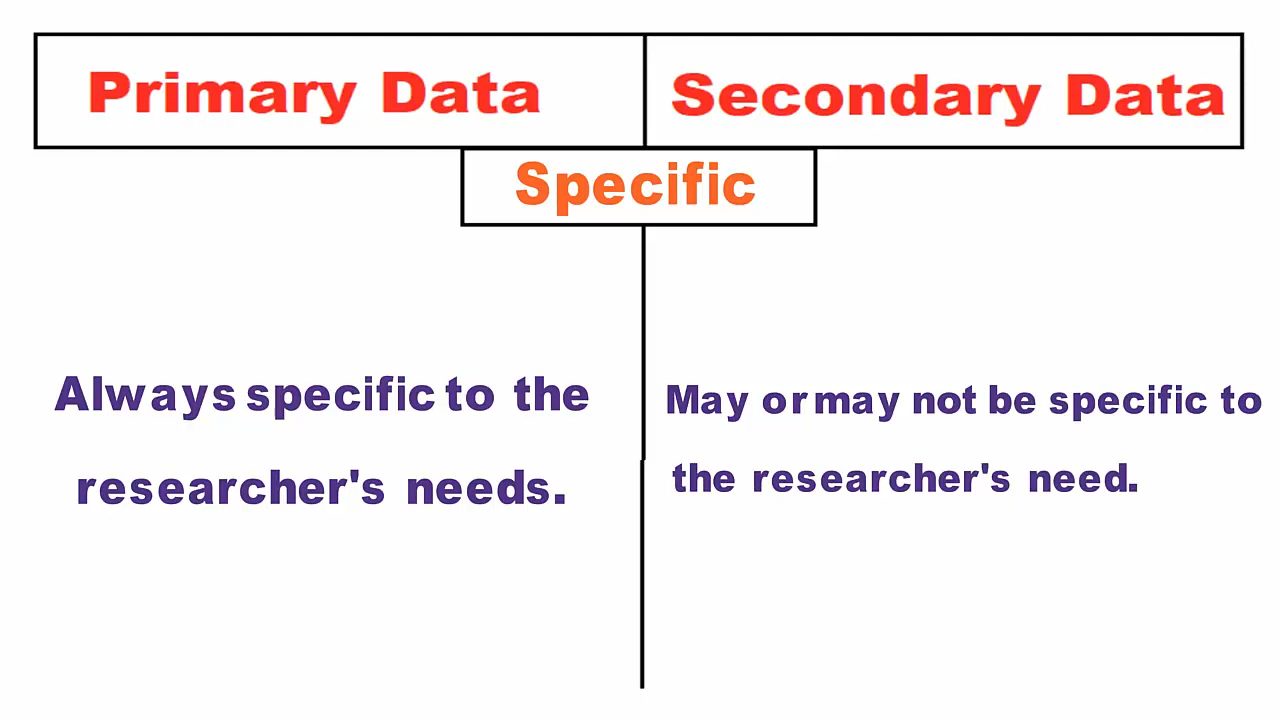 Primary Data
Secondary Data
Specific
Always specific to the
researcher's needs.
May or may not be specific to
the researcher's need.